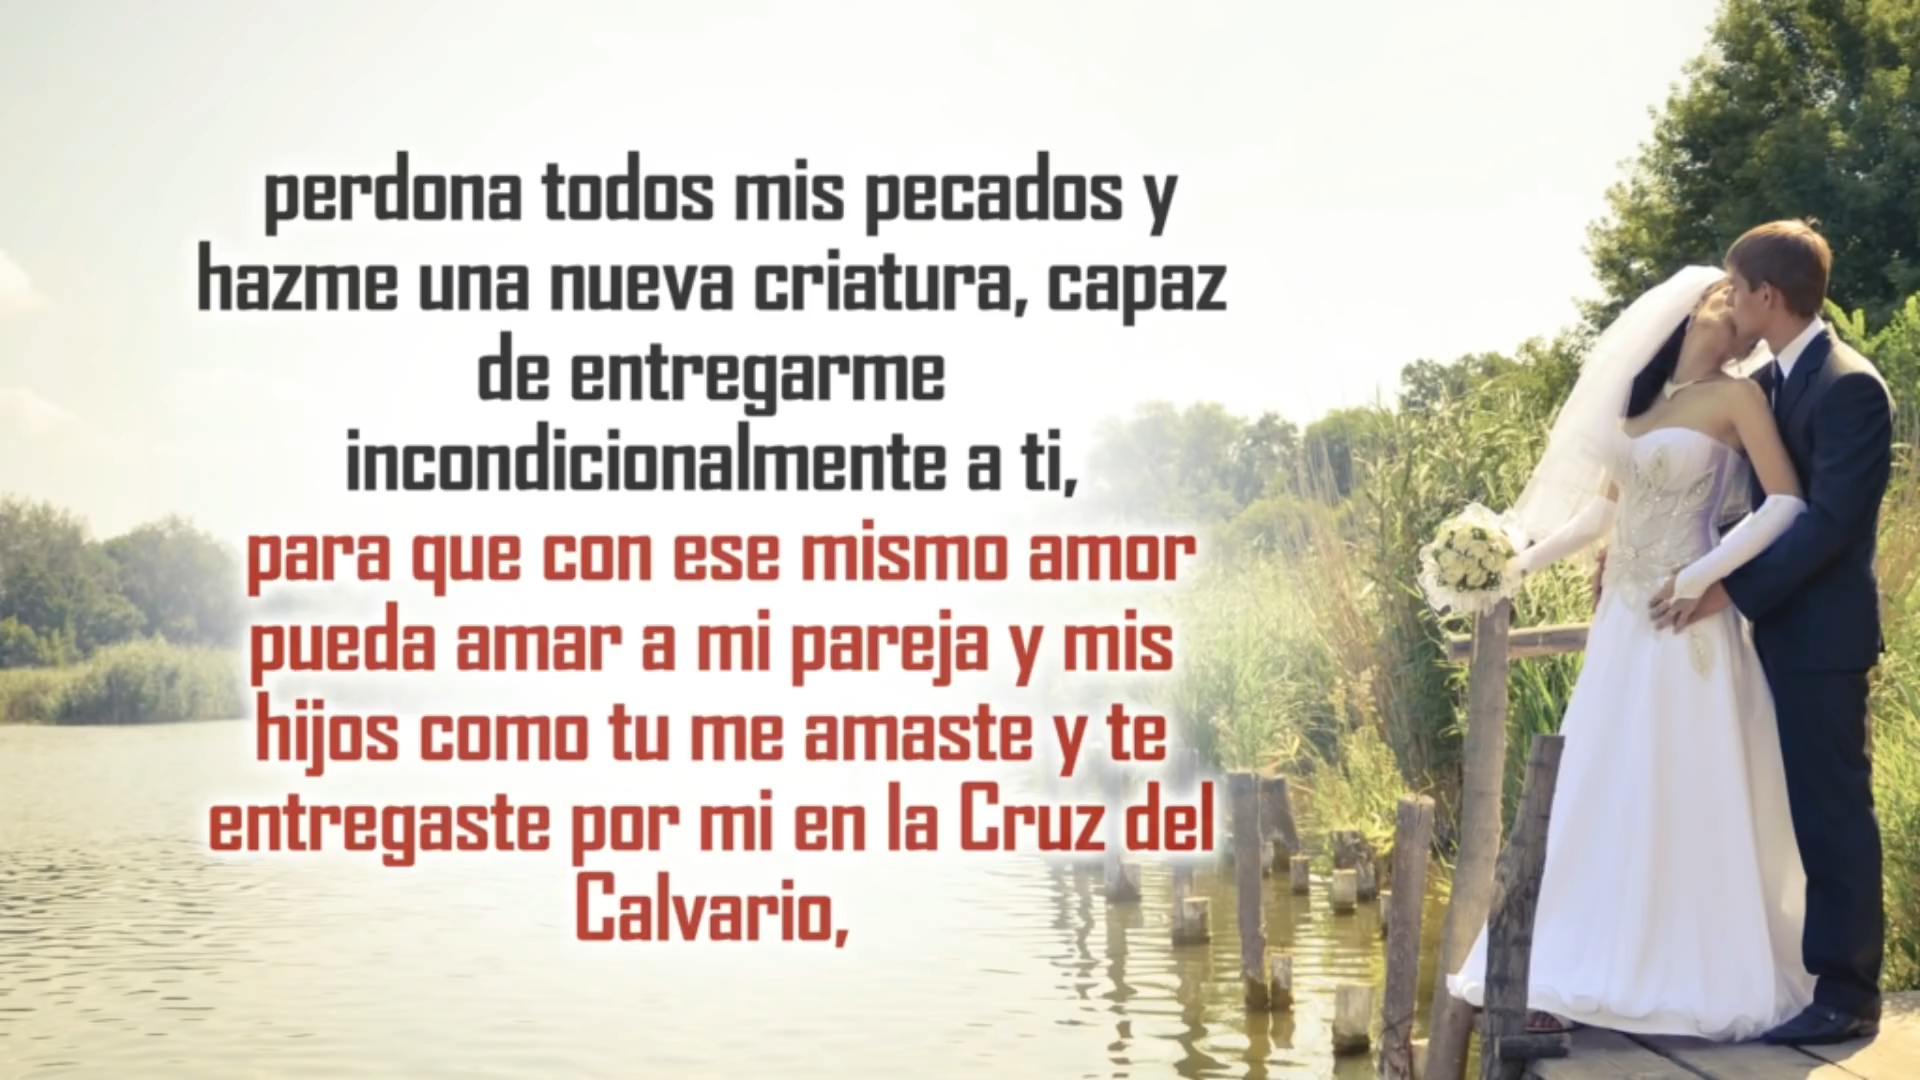 perdona todos mis pecados y
hazme una nueva criatura, capaz
de entregarme
incondicionalmente a ti,
para que con ese mismo amor
pueda amar a mi pareja y mis
hijos como tu me amaste y te
entregaste por mi en la Cruz del
Calvario,